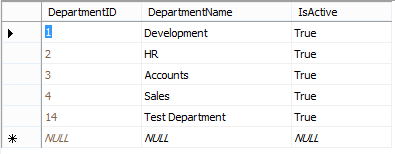 DepartmentID DepartmentName IsActive
1 Development True
2 HR True
3 Accounts True
4 Sales True
14 Test Department True
NULL NULL NULL